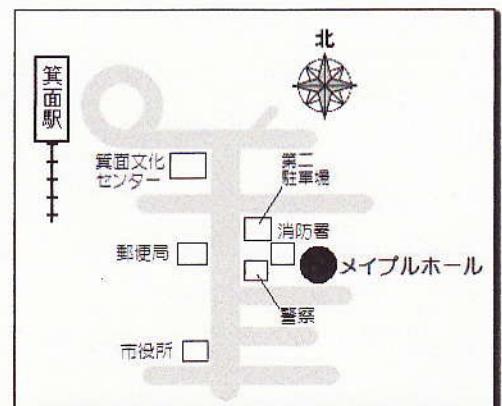 北
箕面駅
箕面文化
センター
第二
駐車場
消防署
郵便局
メイプルホール
警察
市役所